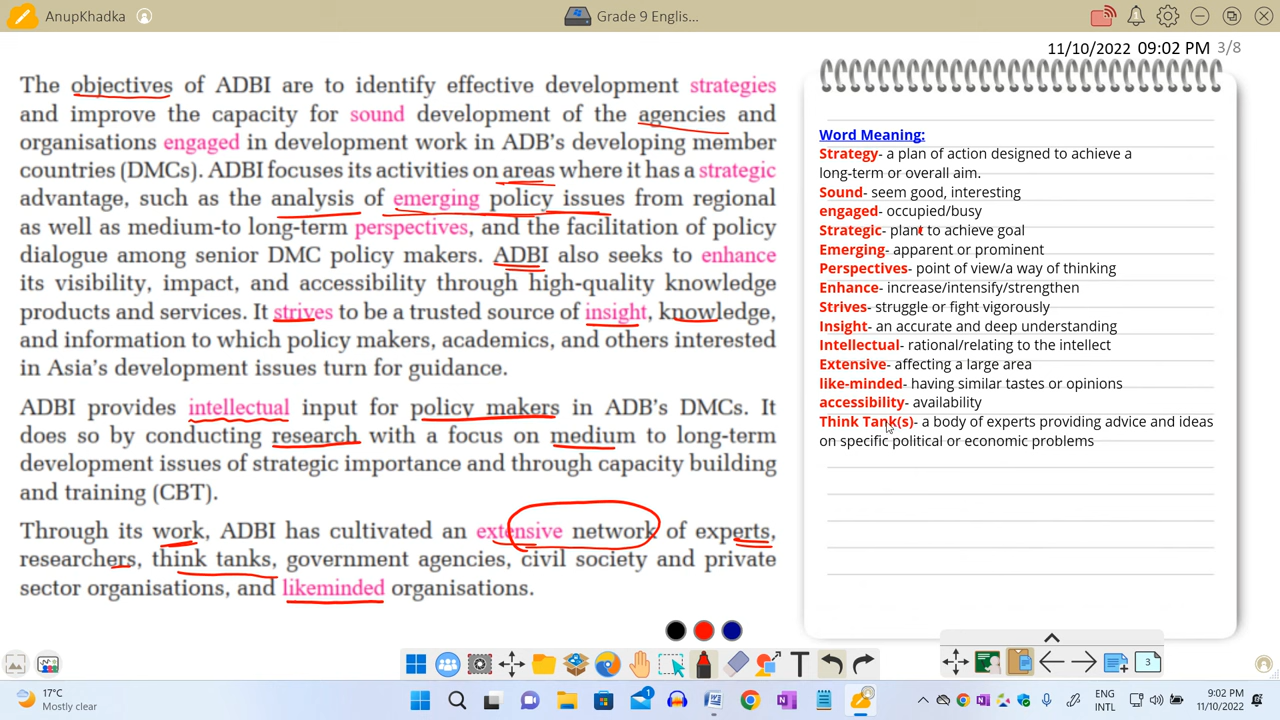 AnupKhadka
Grade 9 Englis...
11/10/2022 09:02 PM 3/8
The objectives of ADBI are to identify effective development strategies
and improve the capacity for sound development of the agencies and
organisations engaged in development work in ADB's developing member
countries (DMCs). ADBI focuses its activities on areas where it has a strategic
advantage, such as the analysis of emerging policy issues from regional
as well as medium-to long-term perspectives, and the facilitation of policy
dialogue among senior DMC policy makers. ADBI also seeks to enhance
its visibility, impact, and accessibility through high-quality knowledge
products and services. It strives to be a trusted source of insight, knowledge,
and information to which policy makers, academics, and others interested
in Asia's development issues turn for guidance.
ADBI provides intellectual input for policy makers in ADB's DMCs. It
does so by conducting research with a focus on medium to long-term
development issues of strategic importance and through capacity building
and training (CBT).
Through its work, ADBI has cultivated an extensive network of experts,
researchers, think tanks, government agencies, civil society and private
sector organisations, and likeminded organisations.
Word Meaning:
Strategy- a plan of action designed to achieve a
long-term or overall aim.
Sound- seem good, interesting
engaged- occupied/busy
Strategic- plant to achieve goal
Emerging- apparent or prominent
Perspectives- point of view/a way of thinking
Enhance- increase/intensify/strengthen
Strives- struggle or fight vigorously
Insight- an accurate and deep understanding
Intellectual- rational/relating to the intellect
Extensive- affecting a large area
like-minded- having similar tastes or opinions
accessibility- availability
Think Tank(s)- a body of experts providing advice and ideas
on specific political or economic problems
3
17°C
Mostly clear
1
ENG
INTL
9:02 PM
11/10/2022